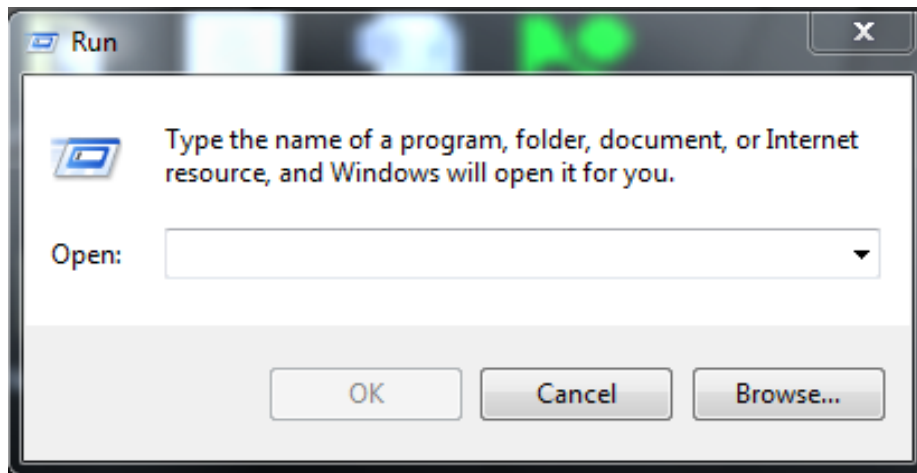 Run
Type the name of a program, folder, document, or Internet
resource, and Windows will open it for you.
Open:
OK Cancel Browse...